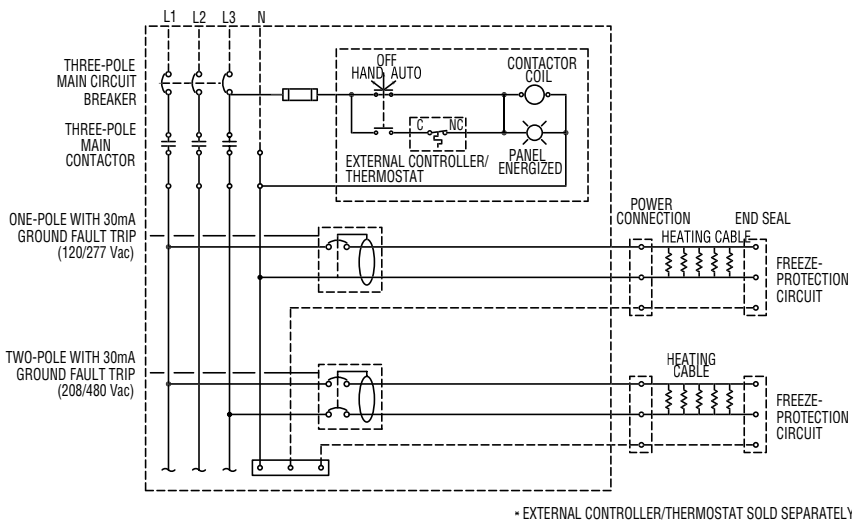 L1 L2 L3 N
THREE-POLE
MAIN CIRCUIT
BREAKER
THREE-POLE
MAIN
CONTACTOR
OFF
HAND AUTO
CONTACTOR
COIL
C NC
EXTERNAL CONTROLLER/
THERMOSTAT
PANEL
ENERGIZED
ONE-POLE WITH 30mA
GROUND FAULT TRIP
(120/277 Vac)
POWER
CONNECTION
END SEAL
HEATING CABLE
FREEZE-
PROTECTION
CIRCUIT
TWO-POLE WITH 30mA
GROUND FAULT TRIP
(208/480 Vac)
HEATING
CABLE
FREEZE-
PROTECTION
CIRCUIT
* EXTERNAL CONTROLLER/THERMOSTAT SOLD SEPARATELY